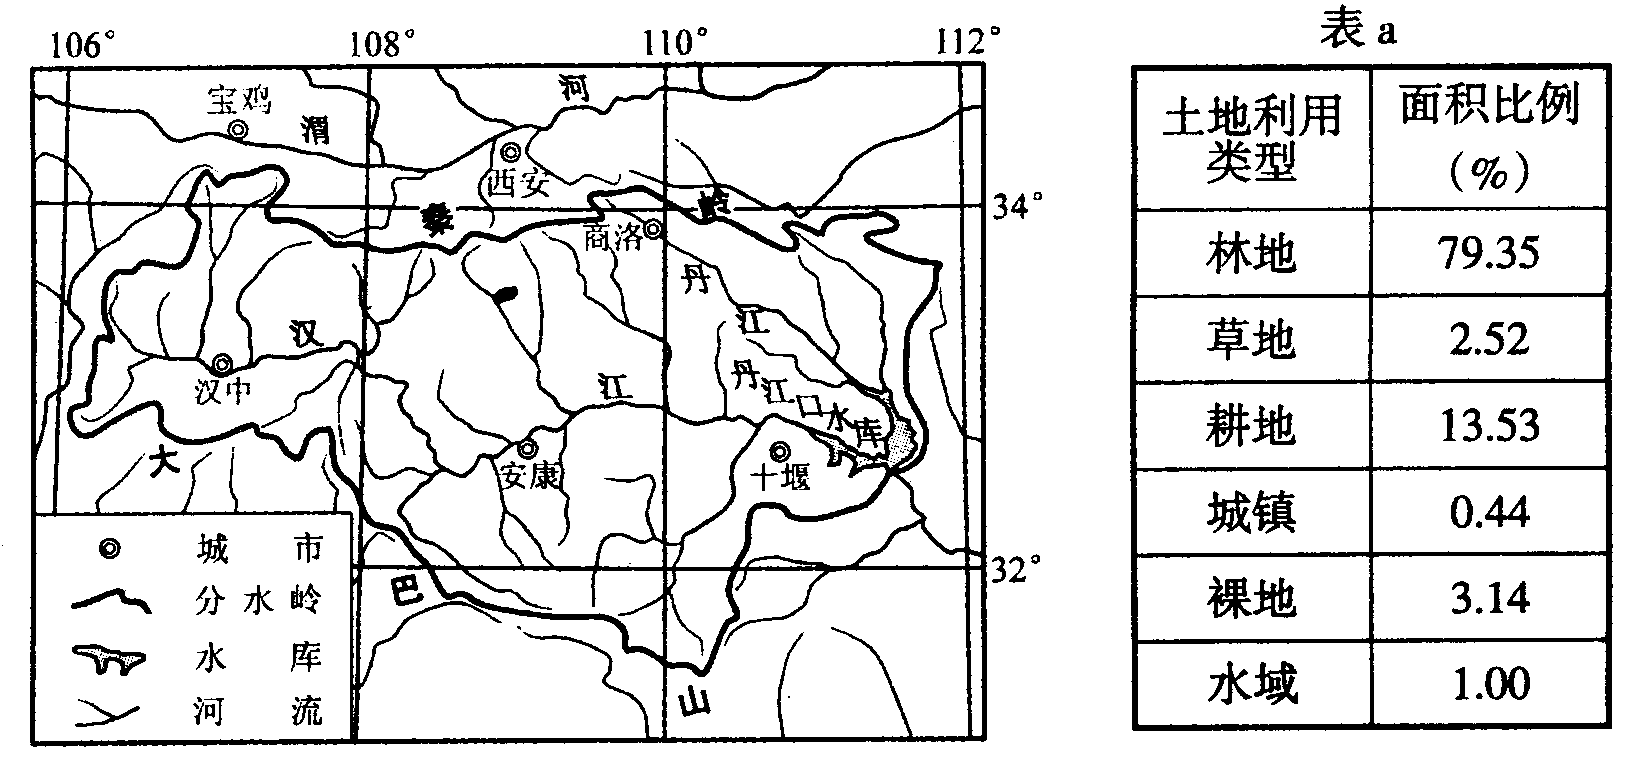 106°
108°
110°
112°
宝鸡
渭
河
西安
秦
岭
34°
商洛
丹
江
汉
汉中
江
丹江口水库
大
安康
十堰
32°
巴
山
城 市
分水岭
水 库
河 流
表 a
土地利用类型
面积比例(%)
林地 79.35
草地 2.52
耕地 13.53
城镇 0.44
裸地 3.14
水域 1.00